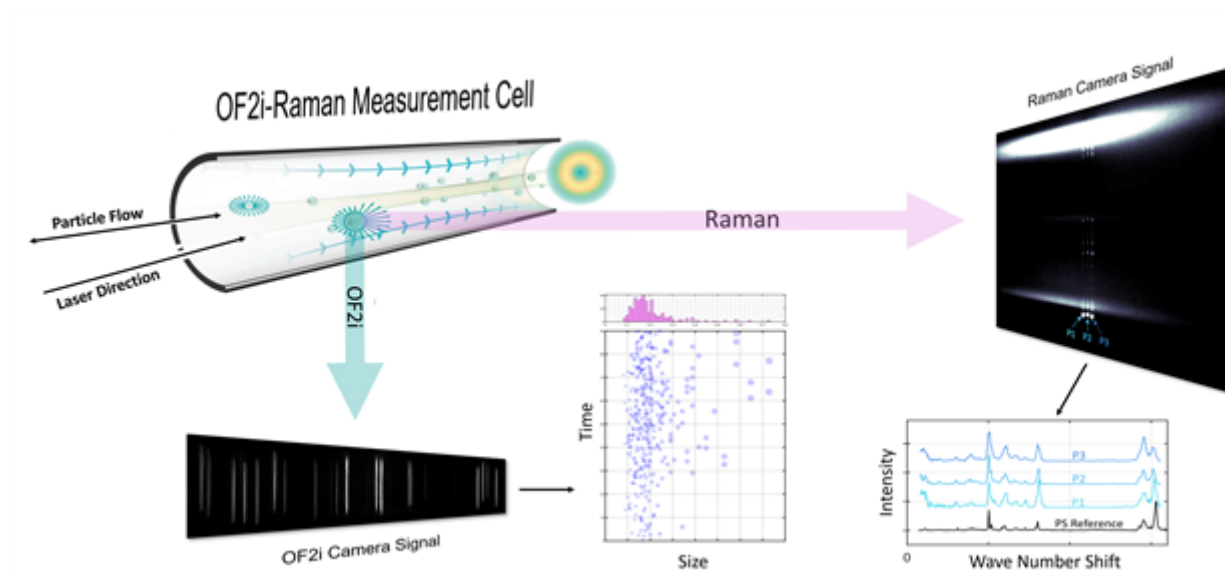 OF2i-Raman Measurement Cell
Raman Camera Signal
Particle Flow
Laser Direction
Raman
OF2i
P1 P2 P3
Time
Size
OF2i Camera Signal
Intensity
P3
P2
P1
PS Reference
0
Wave Number Shift